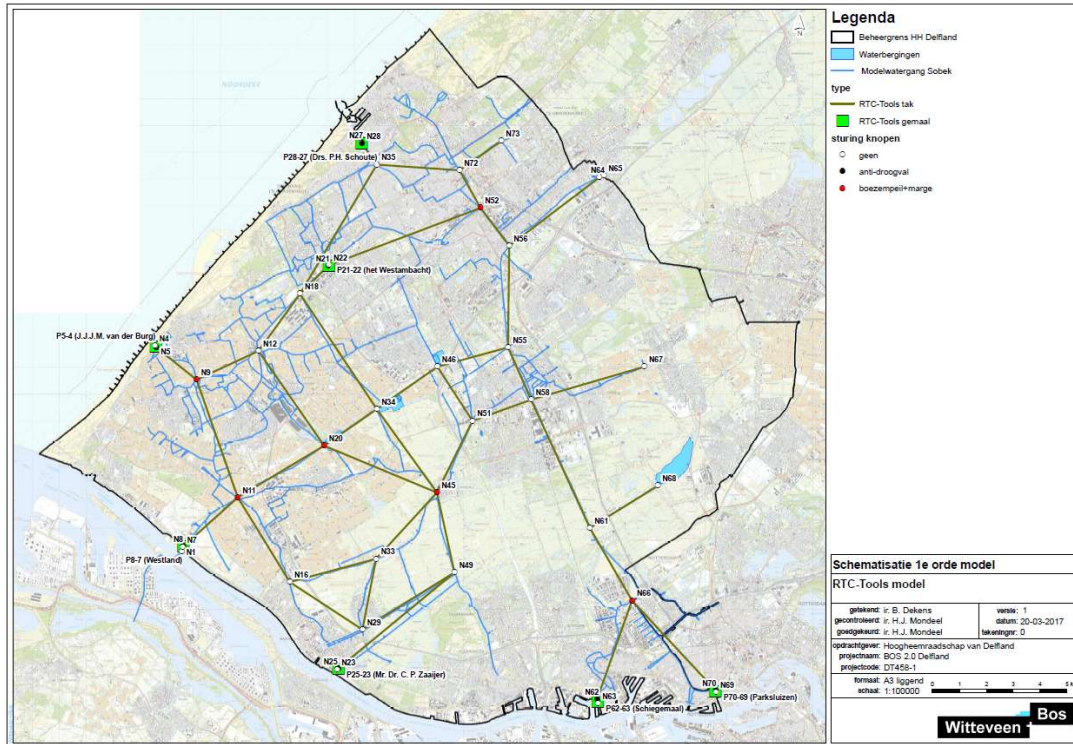 Legenda
Beheergrens HH Delfland
Waterbergingen
Modelwatergang Sobek
type
RTC-Tools tak
RTC-Tools gemaal
sturing knopen
geen
anti-droogval
boezempeil+marge
N
NOORDZEE
N27 N28
P28-27 (Drs. P.H. Schoute)
N35
N73
N72
N64 N65
N52
N56
N21 N22
P21-22 (het Westambacht)
N18
P5-4 (J.J.J.M. van der Burg)
N4
N5
N12
N9
N55
N46
N67
N58
N34
N51
N20
N45
N11
N68
N61
N8 N7
N1
P8-7 (Westland)
N33
N16
N49
N66
N29
N25 N23
P25-23 (Mr. Dr. C. P. Zaaijer)
N62
N63
P62-63 (Schiegemaal)
N70 N69
P70-69 (Parksluizen)
Schematisatie 1e orde model
RTC-Tools model
getekend: ir. B. Dekens
versie: 1
gecontroleerd: ir. H.J. Mondeel
datum: 20-03-2017
goedgekeurd: ir. H.J. Mondeel
tekeningnr: 0
opdrachtgever: Hoogheemraadschap van Delfland
projectnaam: BOS 2.0 Delfland
projectcode: DT458-1
formaat: A3 liggend
schaal: 1:100000
0 1 2 3 4
Witteveen Bos